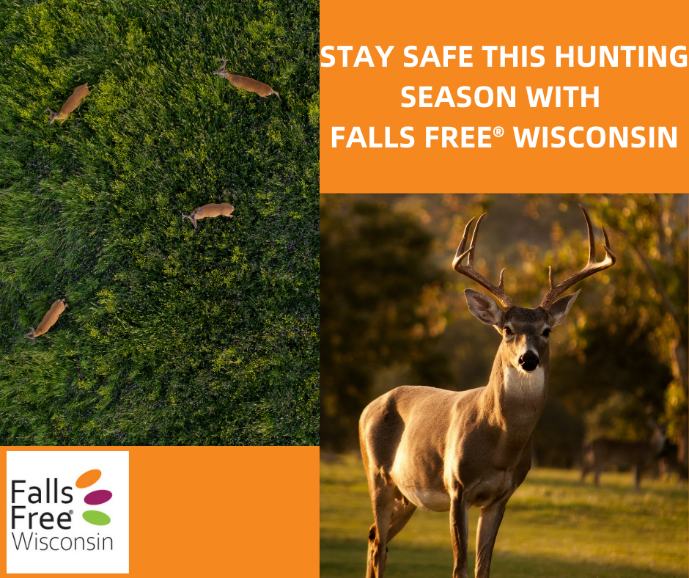 STAY SAFE THIS HUNTING
SEASON WITH
FALLS FREE® WISCONSIN
Falls
Free®
Wisconsin